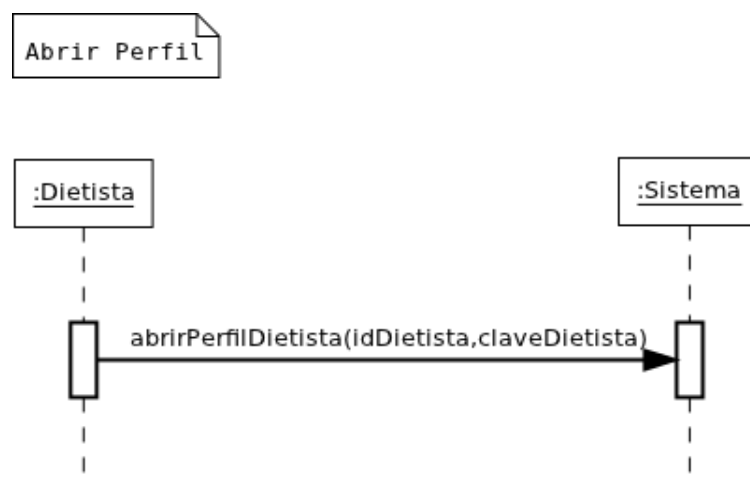 Abrir Perfil
:Dietista
:Sistema
abrirPerfilDietista(idDietista,claveDietista)